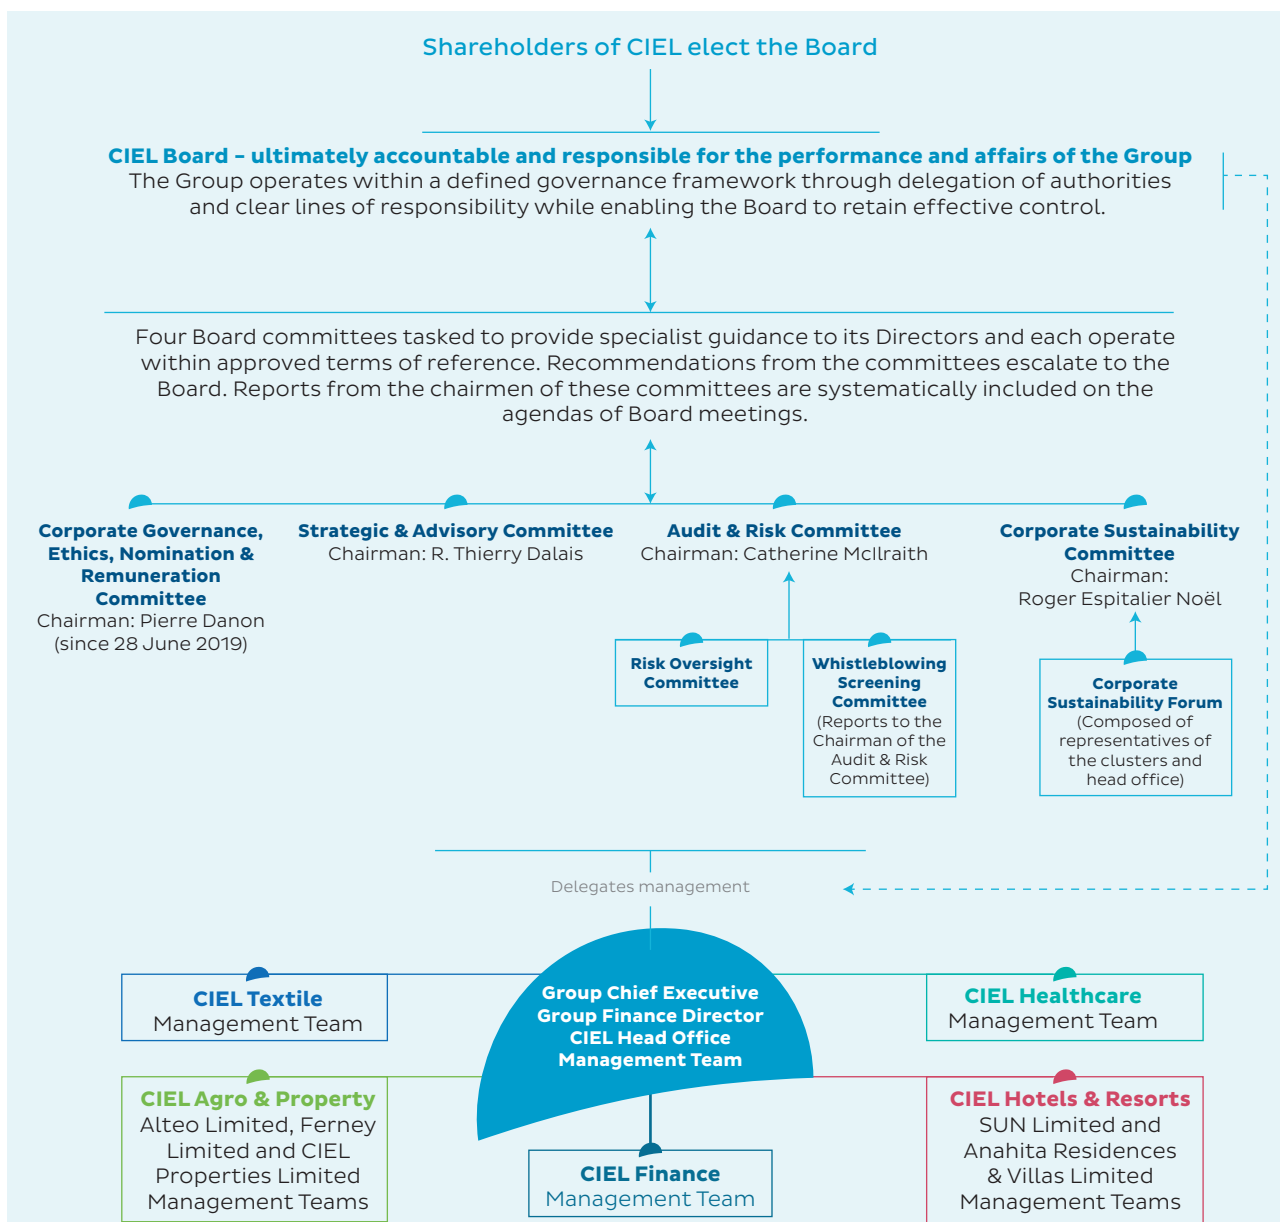 Shareholders of CIEL elect the Board
CIEL Board – ultimately accountable and responsible for the performance and affairs of the Group
The Group operates within a defined governance framework through delegation of authorities
and clear lines of responsibility while enabling the Board to retain effective control.
Four Board committees tasked to provide specialist guidance to its Directors and each operate
within approved terms of reference. Recommendations from the committees escalate to the
Board. Reports from the chairmen of these committees are systematically included on the
agendas of Board meetings.
Corporate Governance,
Ethics, Nomination &
Remuneration
Committee
Chairman: Pierre Danon
(since 28 June 2019)
Strategic & Advisory Committee
Chairman: R. Thierry Dalais
Audit & Risk Committee
Chairman: Catherine McIlraith
Corporate Sustainability
Committee
Chairman:
Roger Espitalier Noël
Risk Oversight
Committee
Whistleblowing
Screening
Committee
(Reports to the
Chairman of the
Audit & Risk
Committee)
Corporate
Sustainability Forum
(Composed of
representatives of
the clusters and
head office)
Delegates management
Group Chief Executive
Group Finance Director
CIEL Head Office
Management Team
CIEL Textile
Management Team
CIEL Healthcare
Management Team
CIEL Agro & Property
Alteo Limited, Ferney
Limited and CIEL
Properties Limited
Management Teams
CIEL Finance
Management Team
CIEL Hotels & Resorts
SUN Limited and
Anahita Residences
& Villas Limited
Management Teams